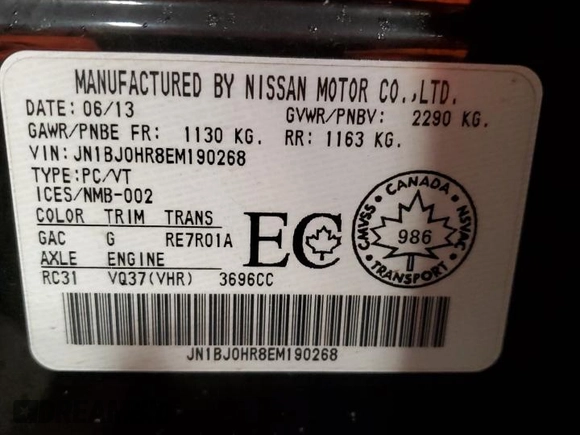 MANUFACTURED BY NISSAN MOTOR CO.,LTD.
DATE: 06/13 GVWR/PNBV: 2290 KG.
GAWR/PNBE FR: 1130 KG. RR: 1163 KG.
VIN: JN1BJ0HR8EM190268
TYPE: PC/VT
ICES/NMB-002
COLOR TRIM TRANS
GAC G RE7R01A
AXLE ENGINE
RC31 VQ37(VHR) 3696CC
EC
CANADA
CMVSS 986 NSVAC
TRANSPORT
JN1BJ0HR8EM190268